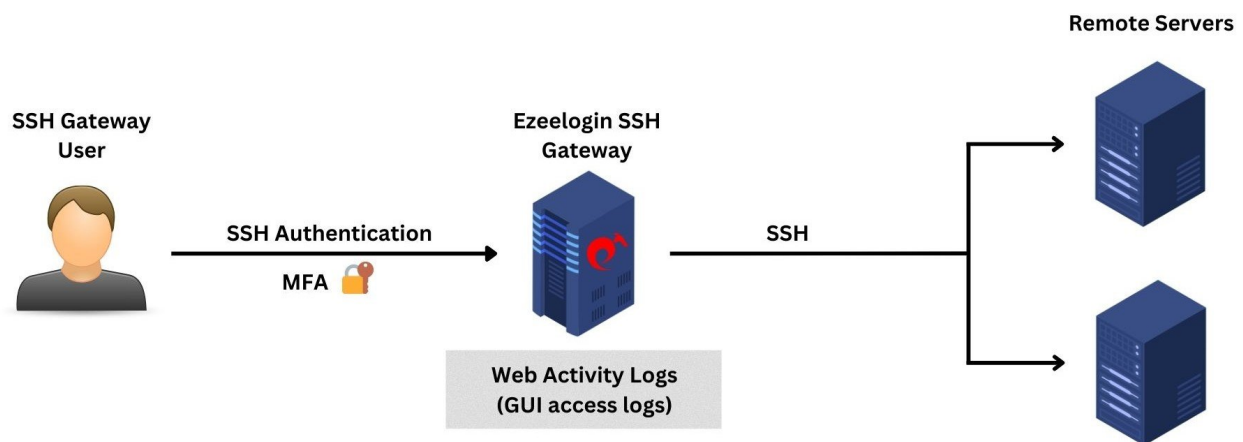 Remote Servers
SSH Gateway
User
Ezeelogin SSH
Gateway
SSH Authentication
MFA
SSH
Web Activity Logs
(GUI access logs)